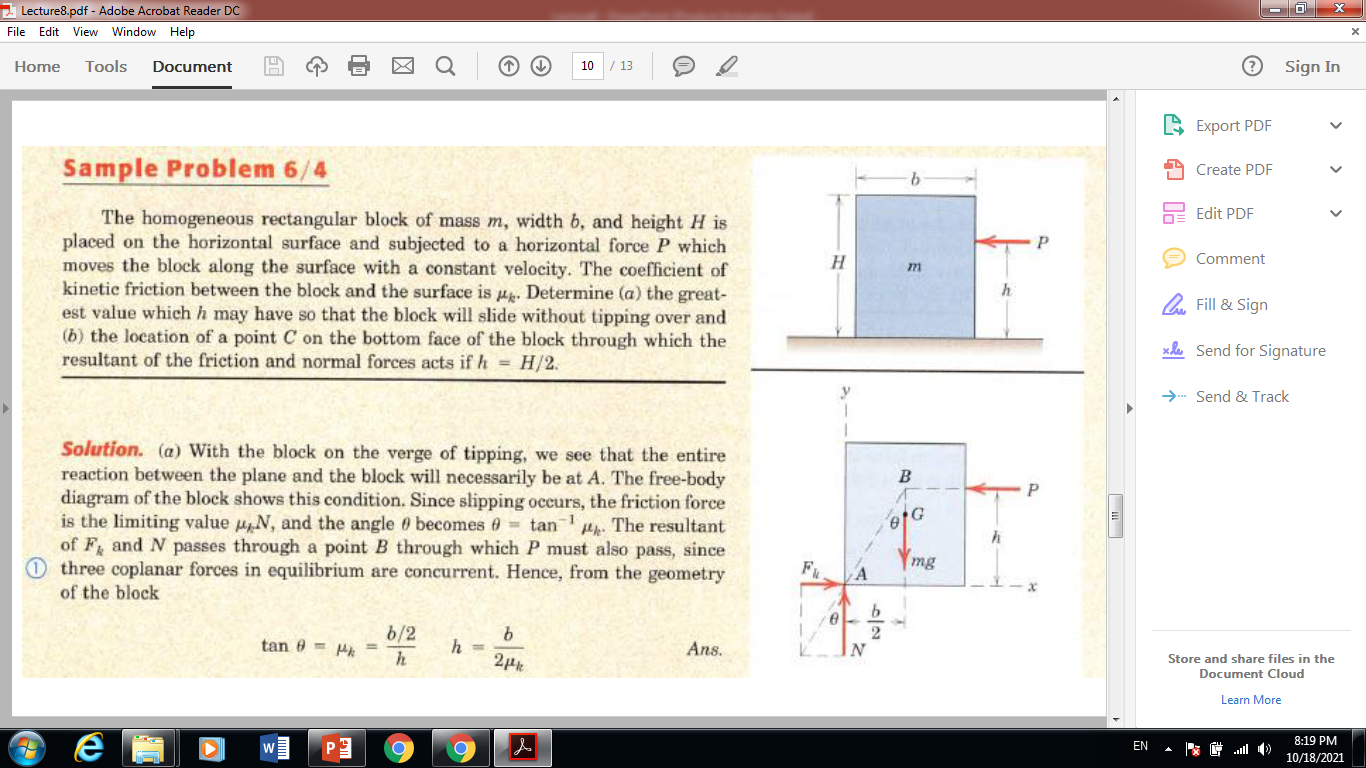 Lecture8.pdf - Adobe Acrobat Reader DC
File Edit View Window Help
Home Tools Document 10 / 13 Sign In
Sample Problem 6/4
The homogeneous rectangular block of mass m, width b, and height H is
placed on the horizontal surface and subjected to a horizontal force P which
moves the block along the surface with a constant velocity. The coefficient of
kinetic friction between the block and the surface is μk. Determine (a) the great-
est value which h may have so that the block will slide without tipping over and
(b) the location of a point C on the bottom face of the block through which the
resultant of the friction and normal forces acts if h = H/2.
b
P
H
m
h
Solution. (a) With the block on the verge of tipping, we see that the entire
reaction between the plane and the block will necessarily be at A. The free-body
diagram of the block shows this condition. Since slipping occurs, the friction force
is the limiting value μkN, and the angle θ becomes θ = tan⁻¹ μk. The resultant
of Fk and N passes through a point B through which P must also pass, since
1 three coplanar forces in equilibrium are concurrent. Hence, from the geometry
of the block
tan θ = μk = b/2 / h h = b / 2μk Ans.
y
B
P
θ G
h
mg
Fk A
x
θ b/2
N
Export PDF
Create PDF
Edit PDF
Comment
Fill & Sign
Send for Signature
Send & Track
Store and share files in the
Document Cloud
Learn More
EN 8:19 PM
10/18/2021